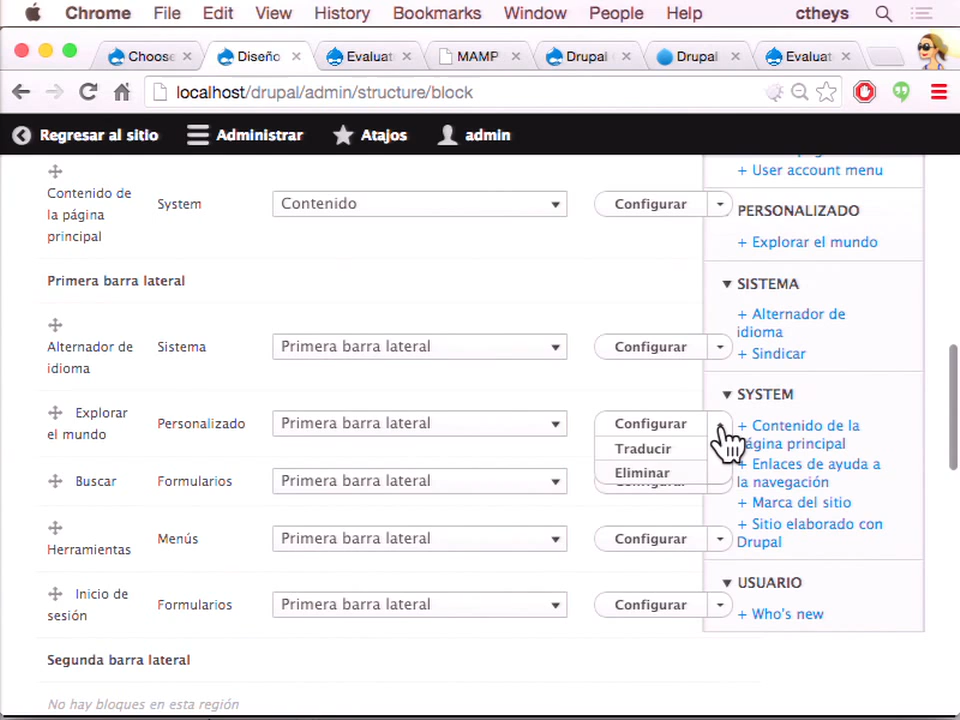 Chrome File Edit View History Bookmarks Window People Help ctheys
Choose Diseño Evaluat MAMP Drupal Drupal Evaluat
localhost/drupal/admin/structure/block
Regresar al sitio Administrar Atajos admin
+ User account menu
Contenido de la página principal System Contenido Configurar
PERSONALIZADO
+ Explorar el mundo
Primera barra lateral
SISTEMA
+ Alternador de idioma
+ Sindicar
Alternador de idioma Sistema Primera barra lateral Configurar
SYSTEM
Explorar el mundo Personalizado Primera barra lateral Configurar
Traducir
Eliminar
+ Contenido de la página principal
+ Enlaces de ayuda a la navegación
+ Marca del sitio
+ Sitio elaborado con Drupal
Buscar Formularios Primera barra lateral Configurar
Herramientas Menús Primera barra lateral Configurar
USUARIO
+ Who's new
Inicio de sesión Formularios Primera barra lateral Configurar
Segunda barra lateral
No hay bloques en esta región